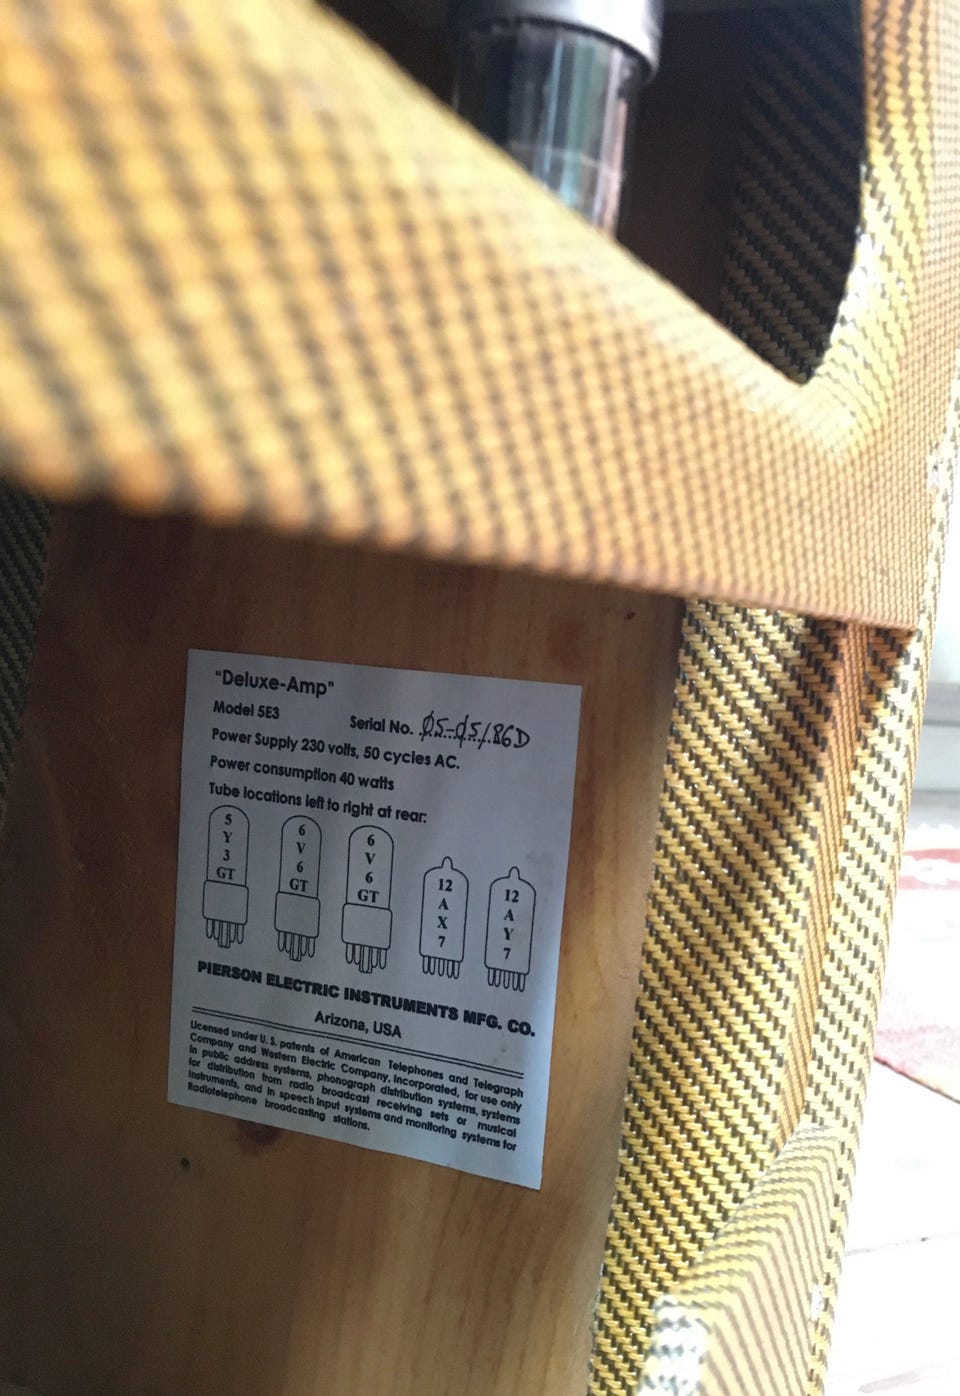 "Deluxe-Amp"
Model 5E3
Serial No. Ø5-Ø5186D
Power Supply 230 volts, 50 cycles AC.
Power consumption 40 watts
Tube locations left to right at rear:
5
Y
3
GT
6
V
6
GT
6
V
6
GT
12
A
X
7
12
A
Y
7
PIERSON ELECTRIC INSTRUMENTS MFG. CO.
Arizona, USA
Licensed under U. S. patents of American Telephones and Telegraph
Company and Western Electric Company, Incorporated, for use only
in public address systems, phonograph distribution systems, systems
for distribution from radio broadcast receiving sets or musical
instruments, and in speech input systems and monitoring systems for
Radiotelephone broadcasting stations.